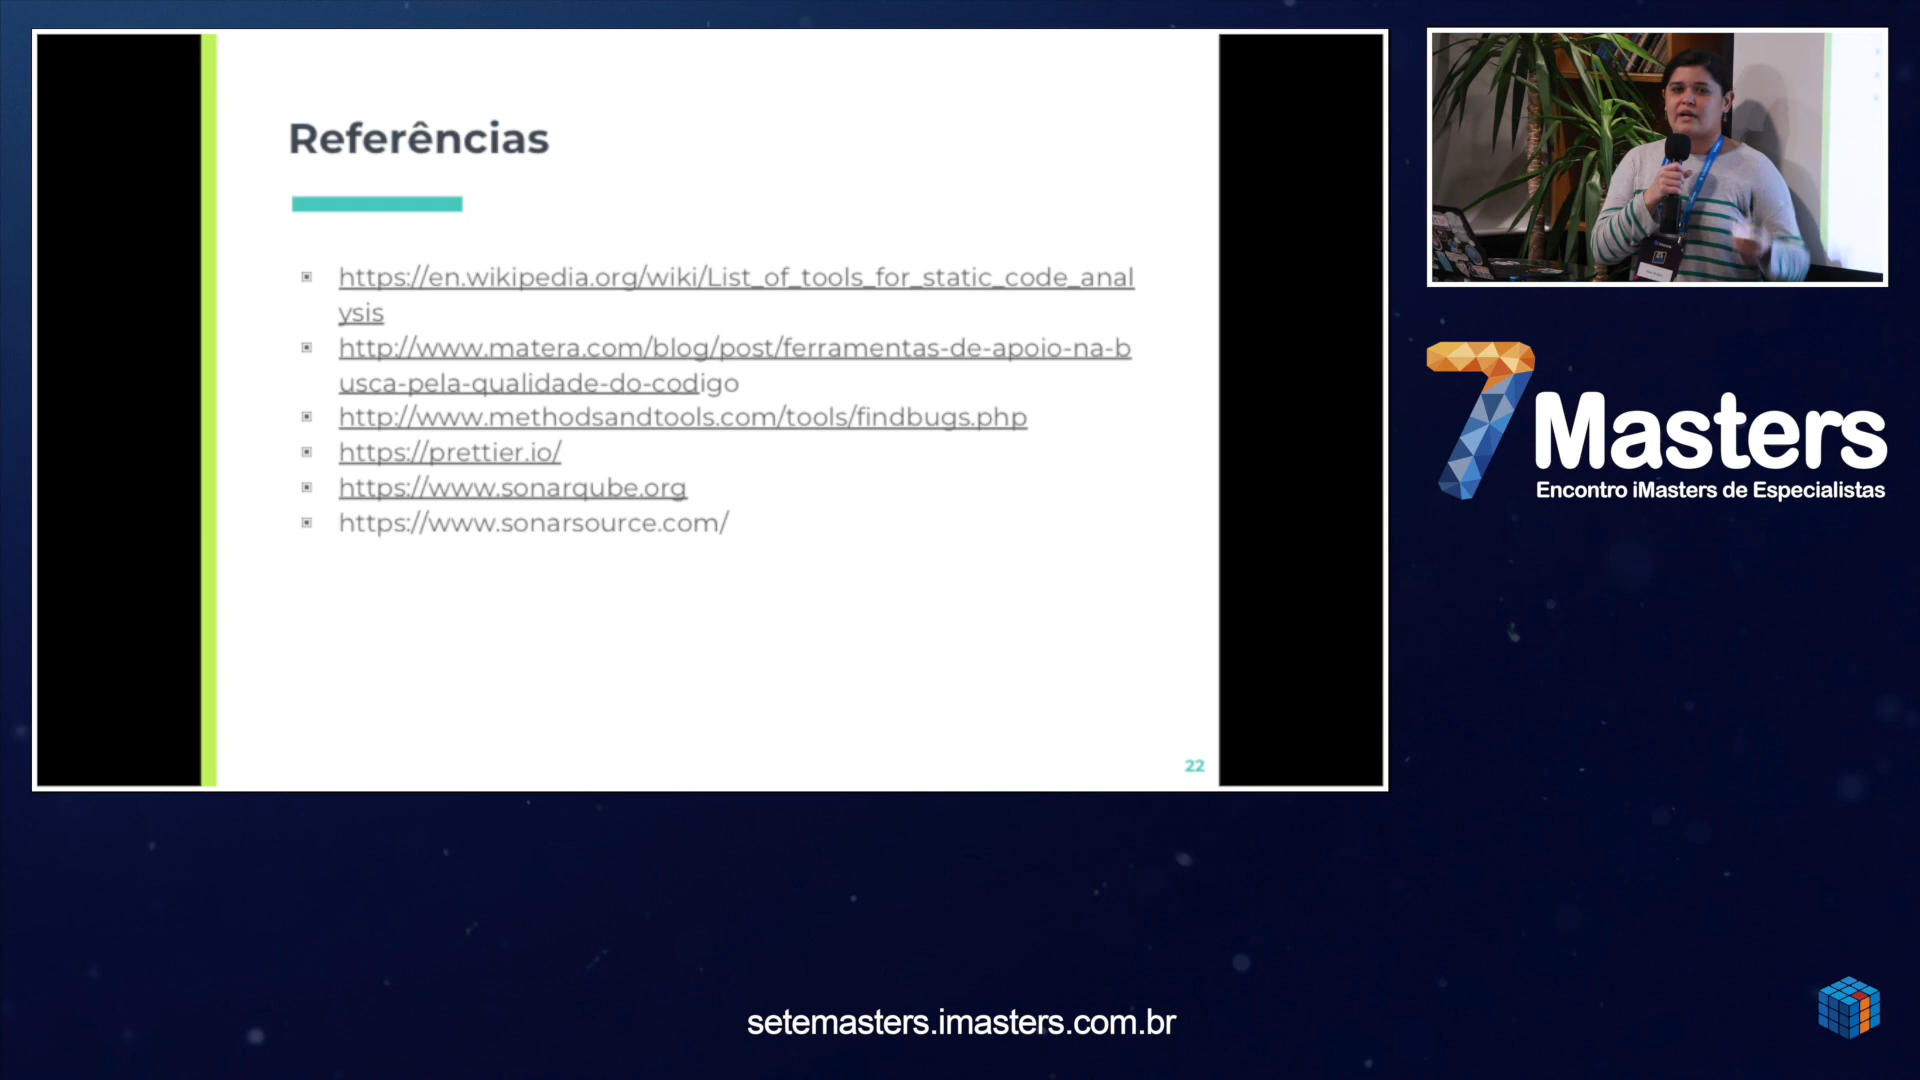 Referências
https://en.wikipedia.org/wiki/List_of_tools_for_static_code_anal
ysis
http://www.matera.com/blog/post/ferramentas-de-apoio-na-b
usca-pela-qualidade-do-codigo
http://www.methodsandtools.com/tools/findbugs.php
https://prettier.io/
https://www.sonarqube.org
https://www.sonarsource.com/
22
7Masters
Encontro iMasters de Especialistas
setemasters.imasters.com.br